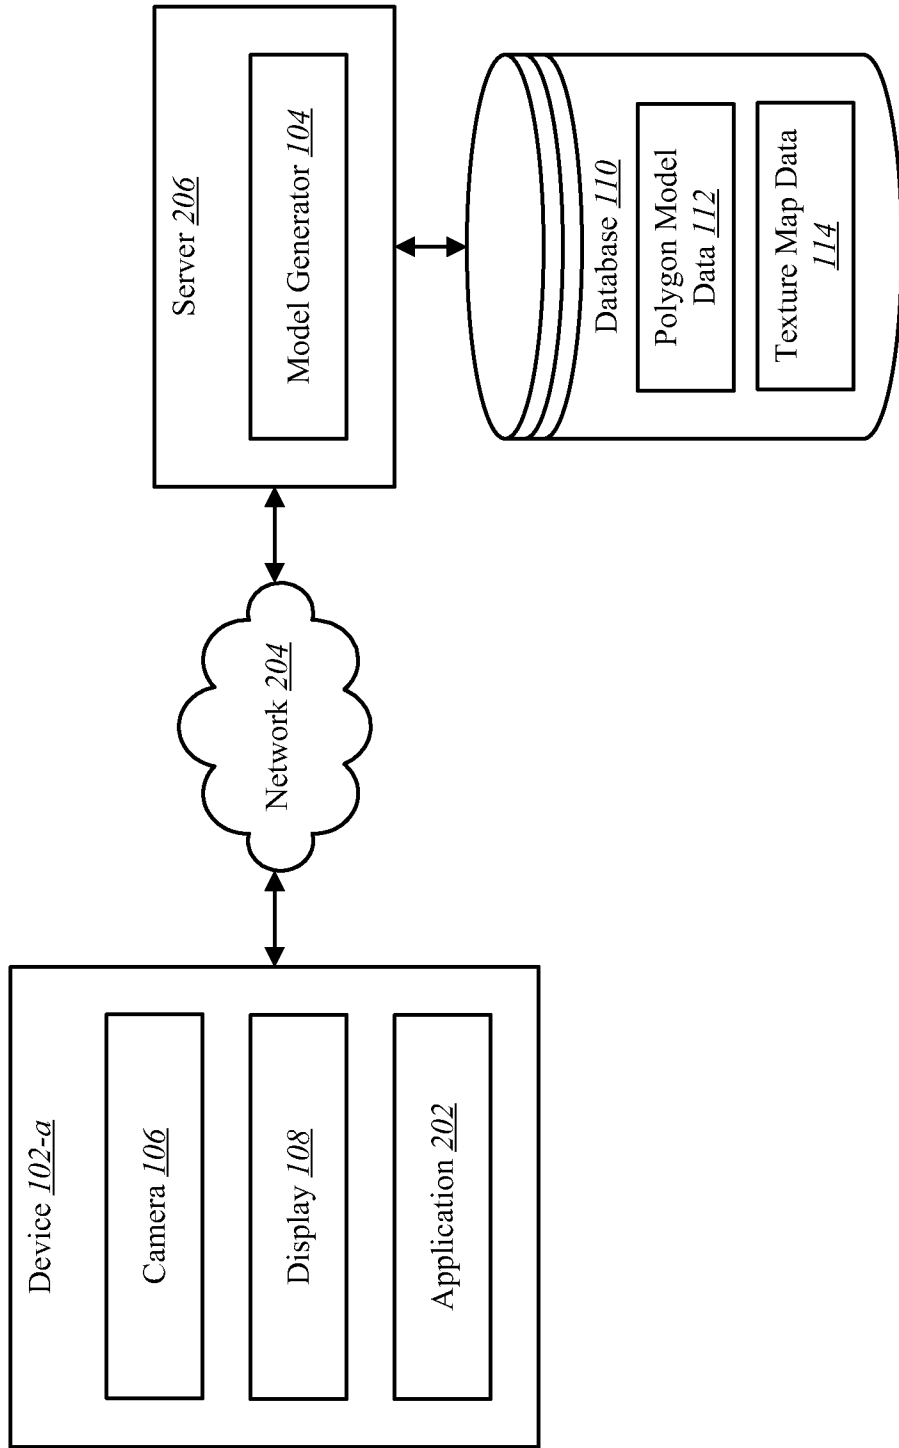 Device 102-a
Camera 106
Display 108
Application 202
Network 204
Server 206
Model Generator 104
Database 110
Polygon Model
Data 112
Texture Map Data
114